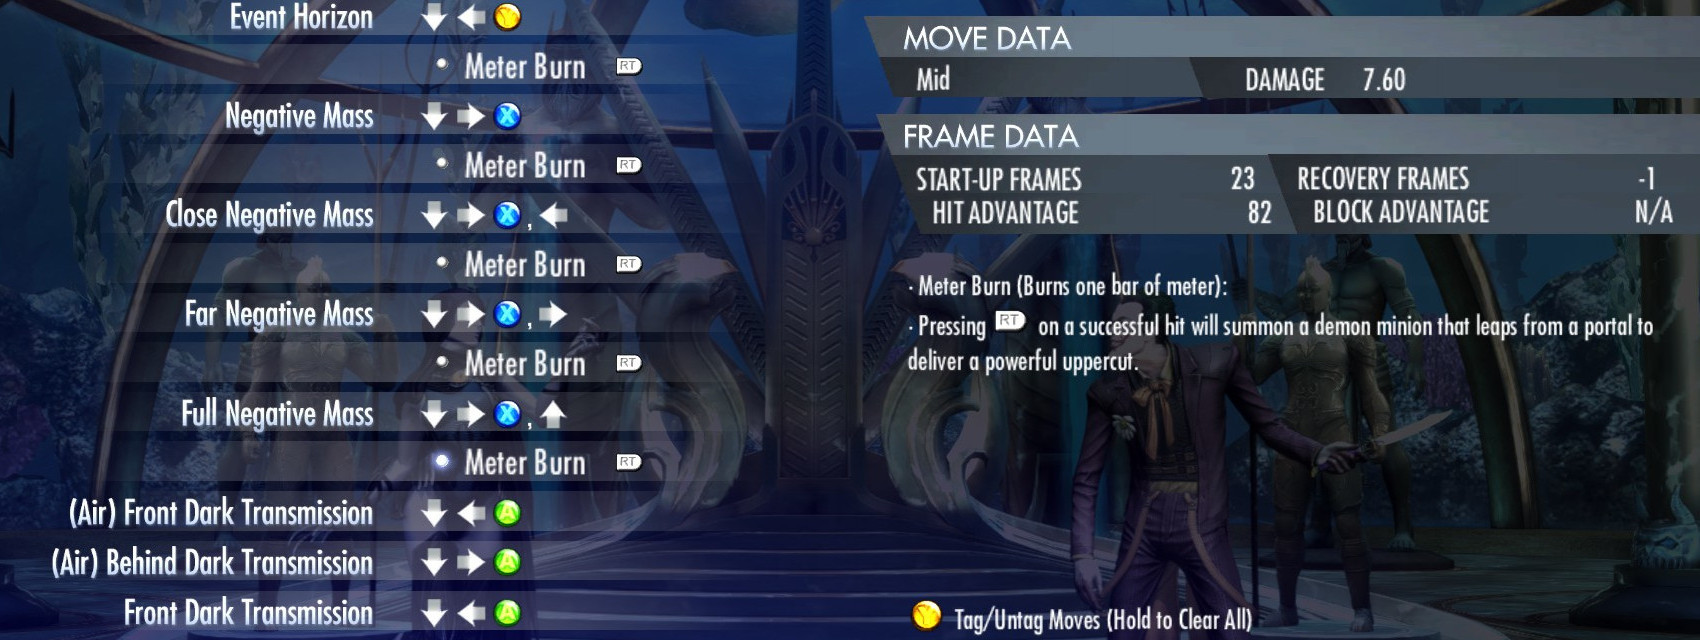 Event Horizon Y
Meter Burn RT
Negative Mass X
Meter Burn RT
Close Negative Mass X ,
Meter Burn RT
Far Negative Mass X ,
Meter Burn RT
Full Negative Mass X ,
Meter Burn RT
(Air) Front Dark Transmission A
(Air) Behind Dark Transmission A
Front Dark Transmission A
MOVE DATA
Mid DAMAGE 7.60
FRAME DATA
START-UP FRAMES 23 RECOVERY FRAMES -1
HIT ADVANTAGE 82 BLOCK ADVANTAGE N/A
· Meter Burn (Burns one bar of meter):
· Pressing RT on a successful hit will summon a demon minion that leaps from a portal to
deliver a powerful uppercut.
Y Tag/Untag Moves (Hold to Clear All)